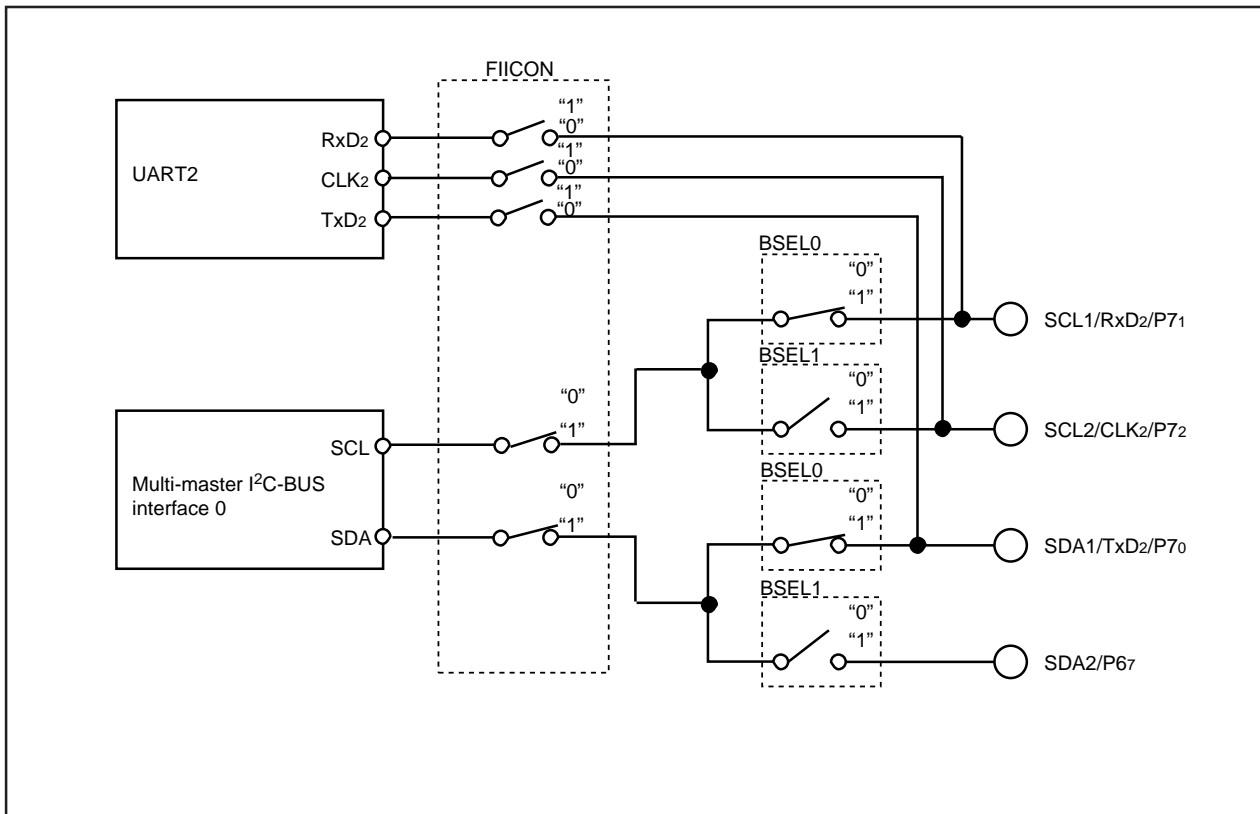 FIICON
UART2
RxD2
CLK2
TxD2
“1”
“0”
“1”
“0”
“1”
“0”
BSEL0
“0”
“1”
SCL1/RxD2/P71
BSEL1
“0”
“1”
SCL2/CLK2/P72
Multi-master I2C-BUS
interface 0
SCL
SDA
“0”
“1”
“0”
“1”
BSEL0
“0”
“1”
SDA1/TxD2/P70
BSEL1
“0”
“1”
SDA2/P67